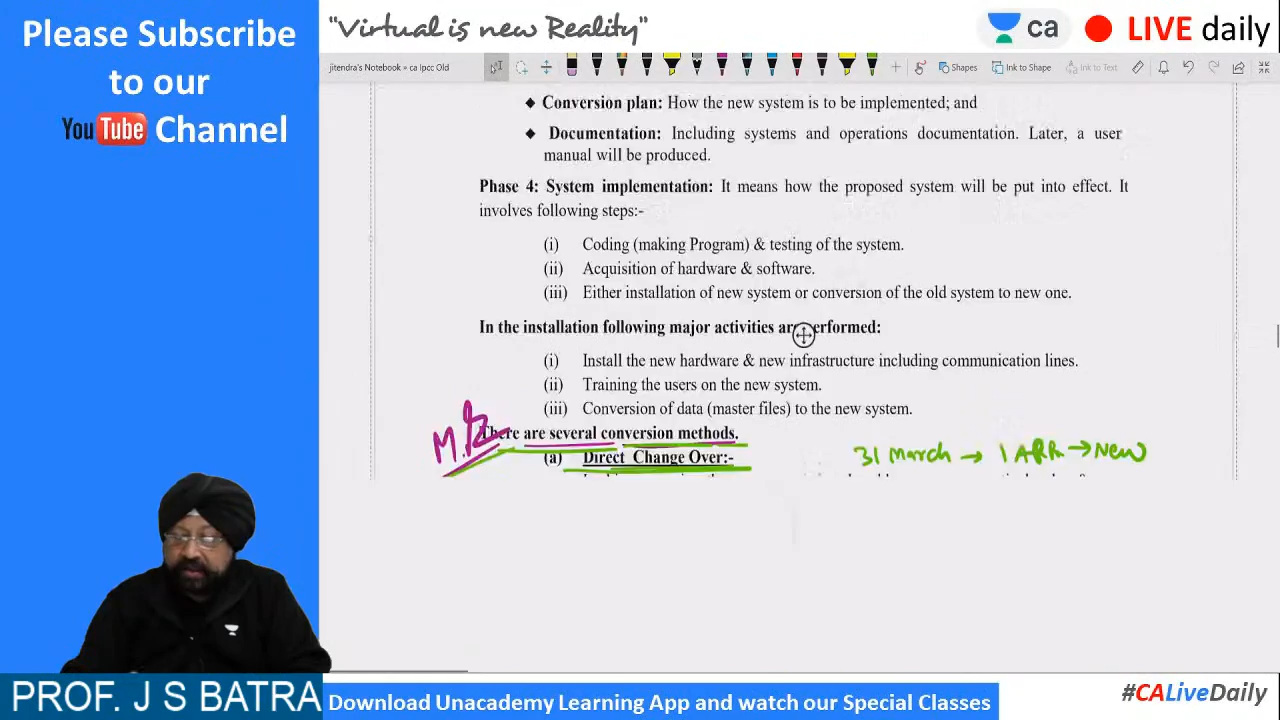 Please Subscribe
to our
YouTube Channel
"Virtual is new Reality"
ca
LIVE daily
jitendra's Notebook > ca Ipcc Old
Shapes
Ink to Shape
Ink to Text
◆ Conversion plan: How the new system is to be implemented; and
◆ Documentation: Including systems and operations documentation. Later, a user
manual will be produced.
Phase 4: System implementation: It means how the proposed system will be put into effect. It
involves following steps:-
(i) Coding (making Program) & testing of the system.
(ii) Acquisition of hardware & software.
(iii) Either installation of new system or conversion of the old system to new one.
In the installation following major activities are performed:
(i) Install the new hardware & new infrastructure including communication lines.
(ii) Training the users on the new system.
(iii) Conversion of data (master files) to the new system.
There are several conversion methods.
(a) Direct Change Over:-
31 March → 1 APR → New
PROF. J S BATRA
Download Unacademy Learning App and watch our Special Classes
#CALiveDaily